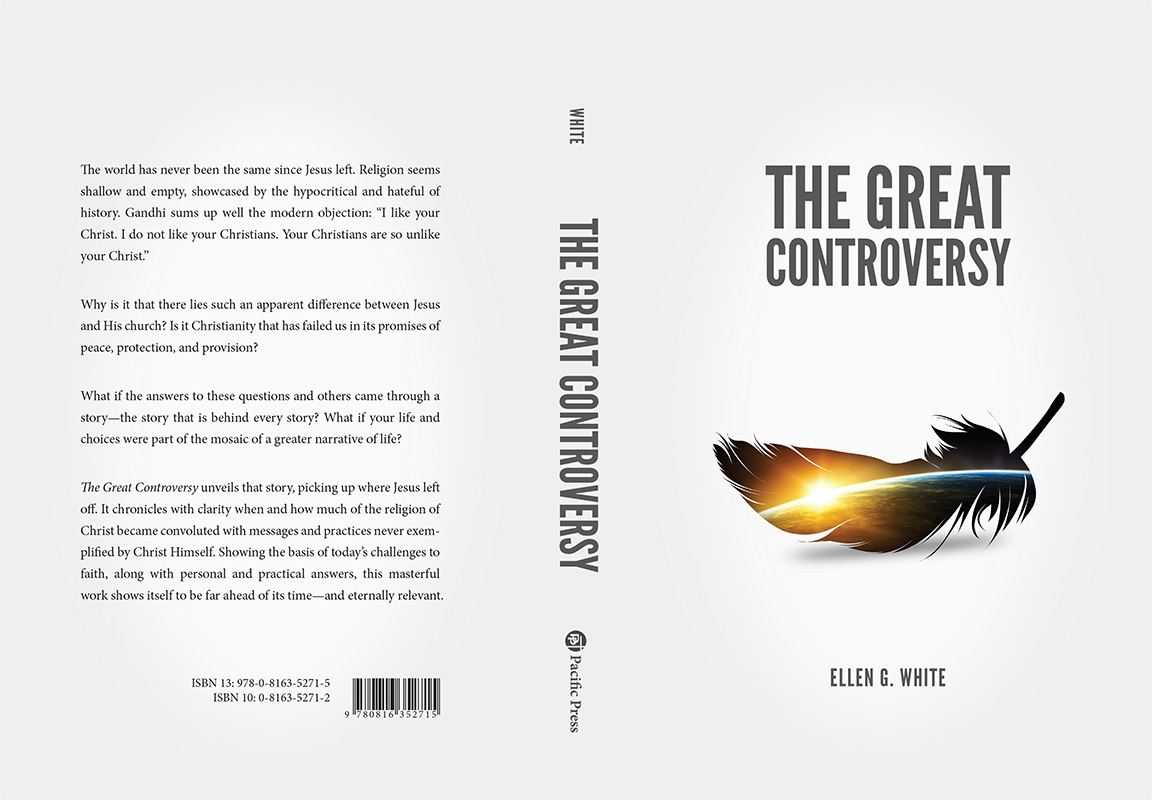 The world has never been the same since Jesus left. Religion seems
shallow and empty, showcased by the hypocritical and hateful of
history. Gandhi sums up well the modern objection: “I like your
Christ. I do not like your Christians. Your Christians are so unlike
your Christ.”
Why is it that there lies such an apparent difference between Jesus
and His church? Is it Christianity that has failed us in its promises of
peace, protection, and provision?
What if the answers to these questions and others came through a
story—the story that is behind every story? What if your life and
choices were part of the mosaic of a greater narrative of life?
The Great Controversy unveils that story, picking up where Jesus left
off. It chronicles with clarity when and how much of the religion of
Christ became convoluted with messages and practices never exem-
plified by Christ Himself. Showing the basis of today’s challenges to
faith, along with personal and practical answers, this masterful
work shows itself to be far ahead of its time—and eternally relevant.
ISBN 13: 978-0-8163-5271-5
ISBN 10: 0-8163-5271-2
9 780816 352715
WHITE
THE GREAT CONTROVERSY
Pacific Press
THE GREAT
CONTROVERSY
ELLEN G. WHITE